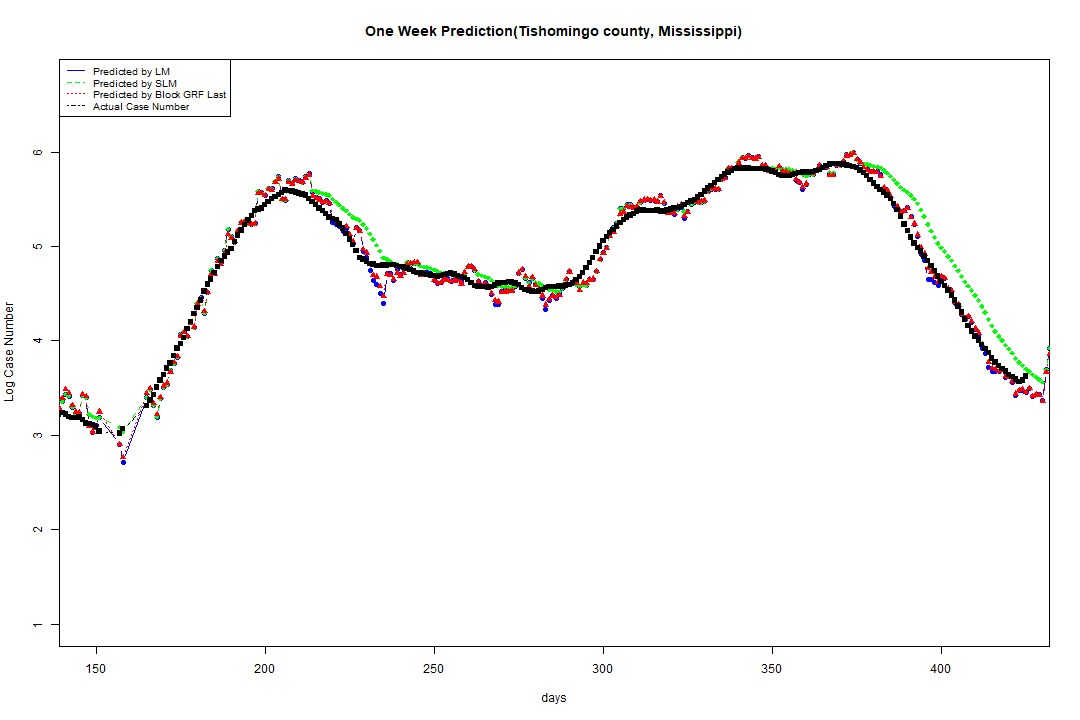 One Week Prediction(Tishomingo county, Mississippi)
Predicted by LM
Predicted by SLM
Predicted by Block GRF Last
Actual Case Number
Log Case Number
6
5
4
3
2
1
150 200 250 300 350 400
days